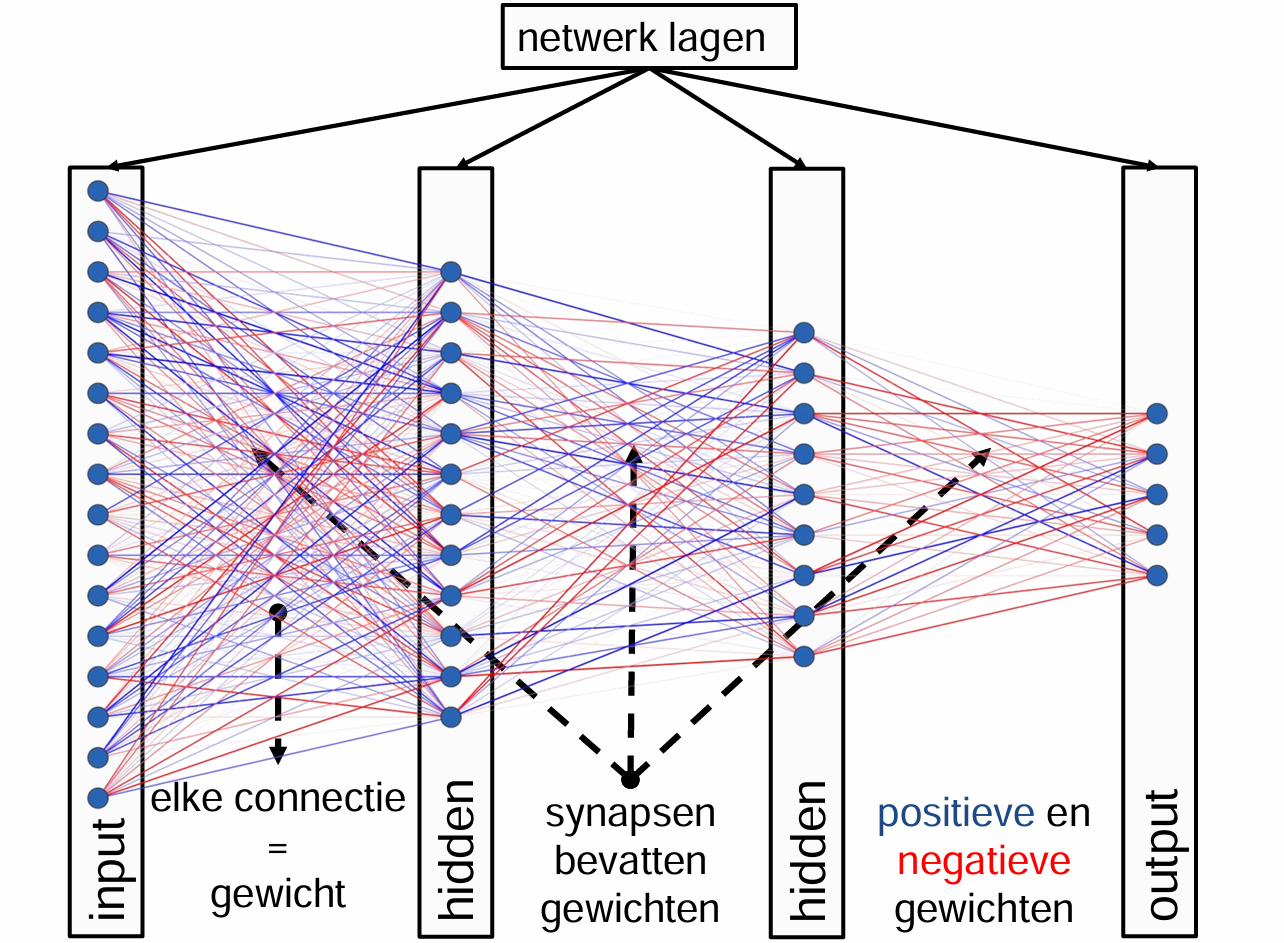 netwerk lagen
input
elke connectie
=
gewicht
hidden
synapsen
bevatten
gewichten
hidden
positieve en
negatieve
gewichten
output